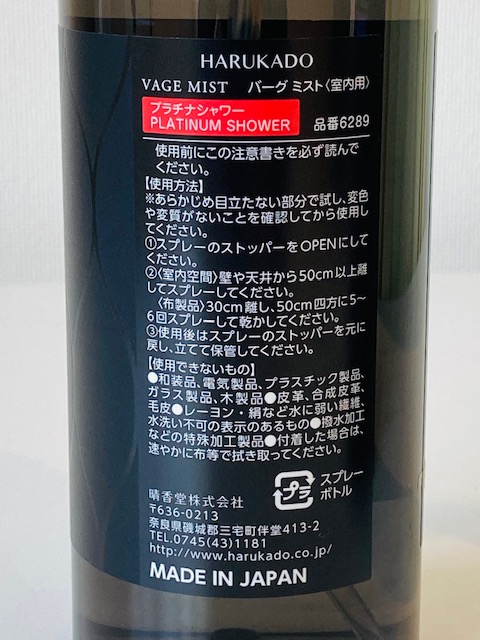 HARUKADO
VAGE MIST バーグ ミスト〈室内用〉
プラチナシャワー
PLATINUM SHOWER 品番6289
使用前にこの注意書きを必ず読んで
ください。
【使用方法】
※あらかじめ目立たない部分で試し、変色
や変質がないことを確認してから使用し
てください。
①スプレーのストッパーをOPENにして
ください。
②〈室内空間〉壁や天井から50cm以上離
してスプレーしてください。
〈布製品〉30cm離し、50cm四方に5〜
6回スプレーして乾かしてください。
③使用後はスプレーのストッパーを元に
戻し、立てて保管してください。
【使用できないもの】
●和装品、電気製品、プラスチック製品、
ガラス製品、木製品●皮革、合成皮革、
毛皮●レーヨン・絹など水に弱い繊維、
水洗い不可の表示のあるもの●撥水加工
などの特殊加工製品●付着した場合は、
速やかに布等で拭き取ってください。
プラ
スプレー
ボトル
晴香堂株式会社
〒636-0213
奈良県磯城郡三宅町伴堂413-2
TEL.0745(43)1181
http://www.harukado.co.jp/
MADE IN JAPAN